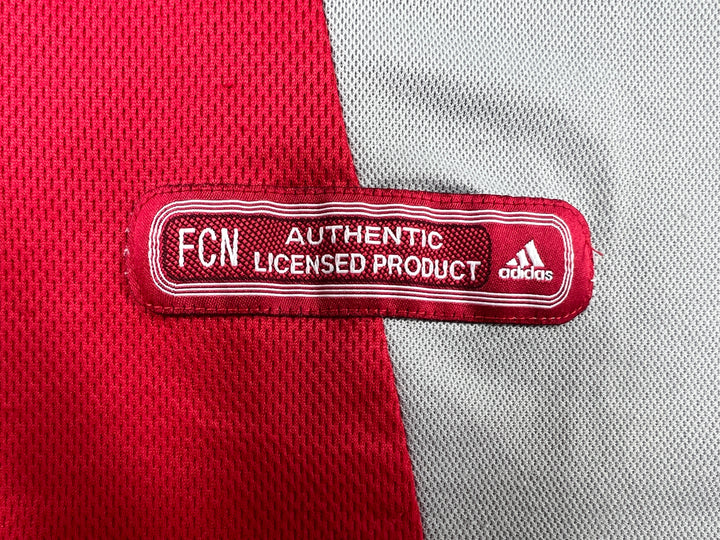 FCN
AUTHENTIC
LICENSED PRODUCT
adidas